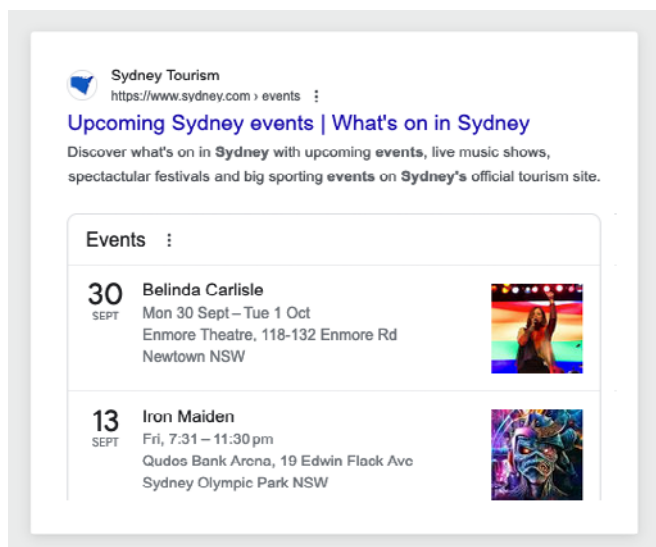 Sydney Tourism
https://www.sydney.com › events
Upcoming Sydney events | What's on in Sydney
Discover what's on in Sydney with upcoming events, live music shows,
spectactular festivals and big sporting events on Sydney's official tourism site.
Events
30
SEPT
Belinda Carlisle
Mon 30 Sept – Tue 1 Oct
Enmore Theatre, 118-132 Enmore Rd
Newtown NSW
13
SEPT
Iron Maiden
Fri, 7:31 – 11:30 pm
Qudos Bank Arena, 19 Edwin Flack Ave
Sydney Olympic Park NSW